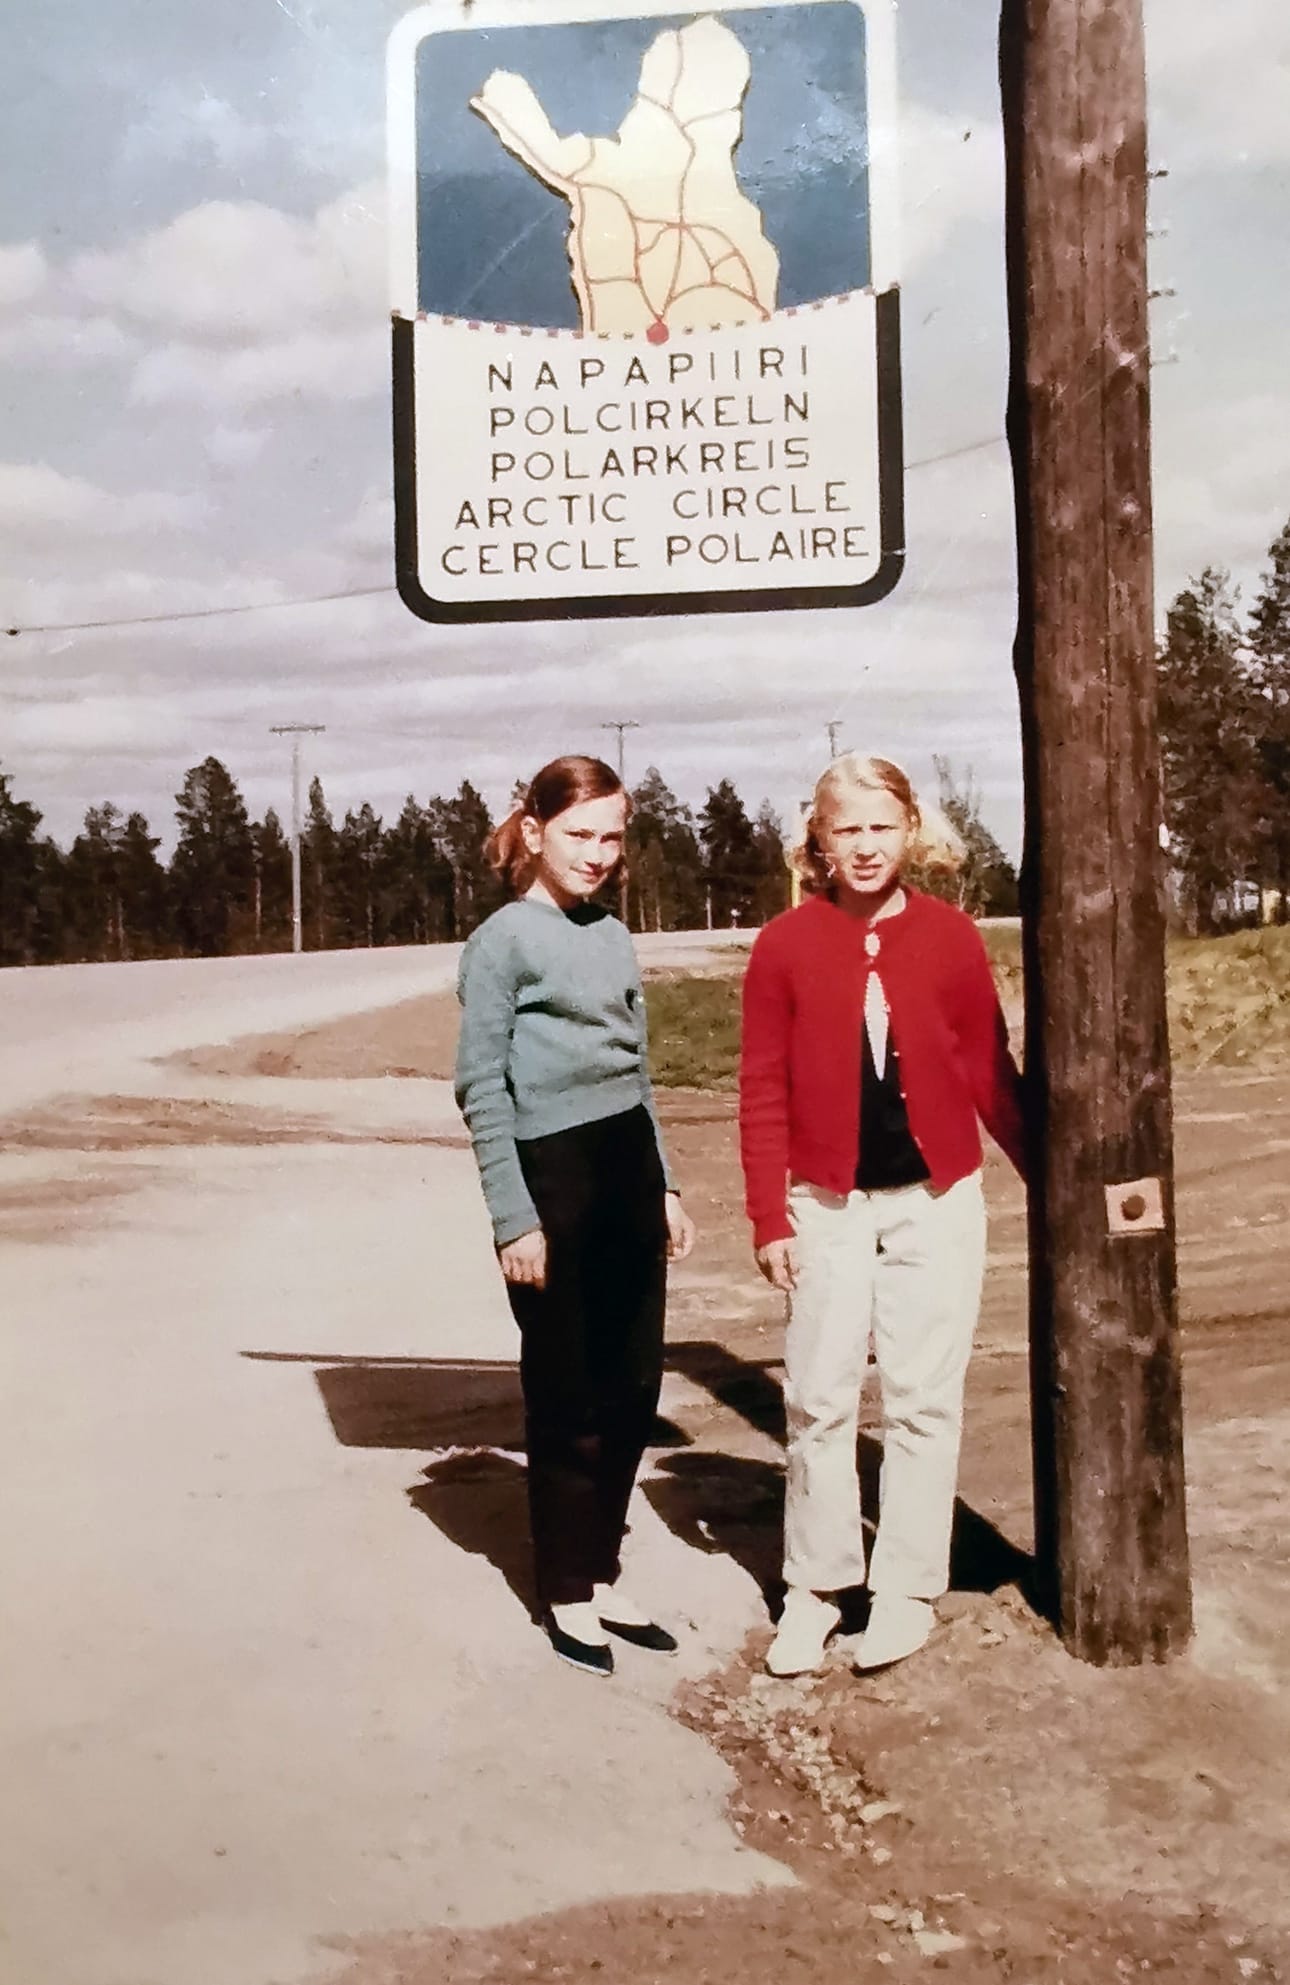 NAPAPIIRI
POLCIRKELN
POLARKREIS
ARCTIC CIRCLE
CERCLE POLAIRE